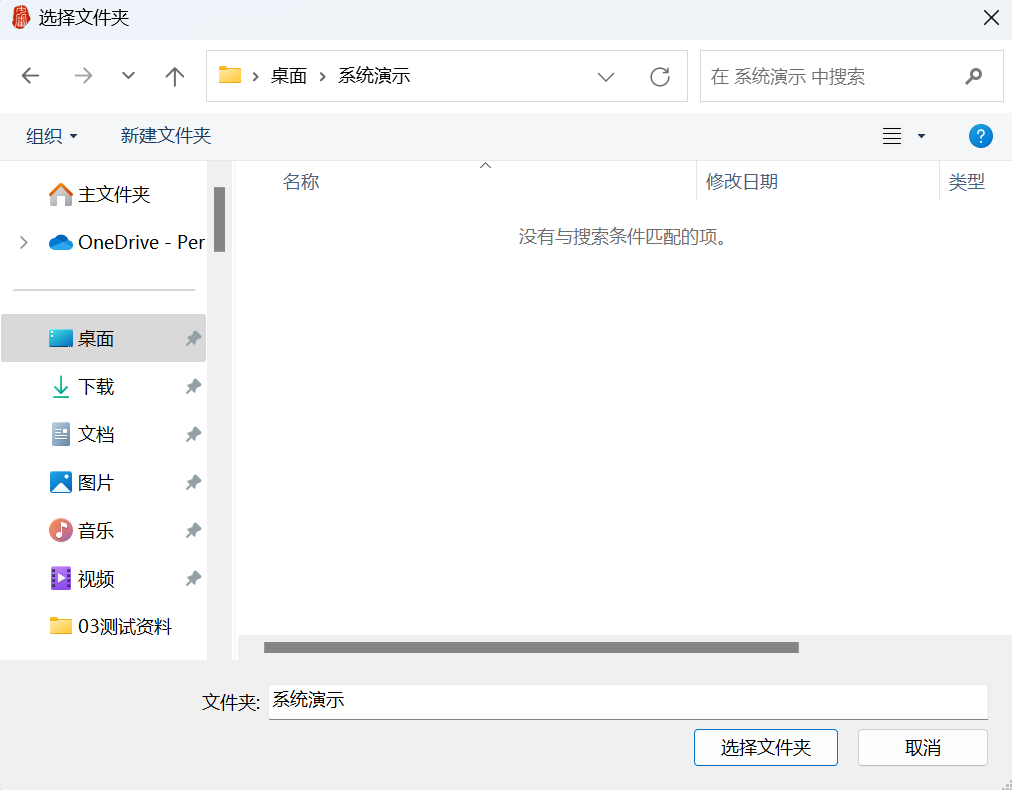 选择文件夹
桌面 系统演示
在 系统演示 中搜索
组织 新建文件夹
名称 修改日期 类型
没有与搜索条件匹配的项。
主文件夹
OneDrive - Per
桌面
下载
文档
图片
音乐
视频
03测试资料
文件夹: 系统演示
选择文件夹 取消